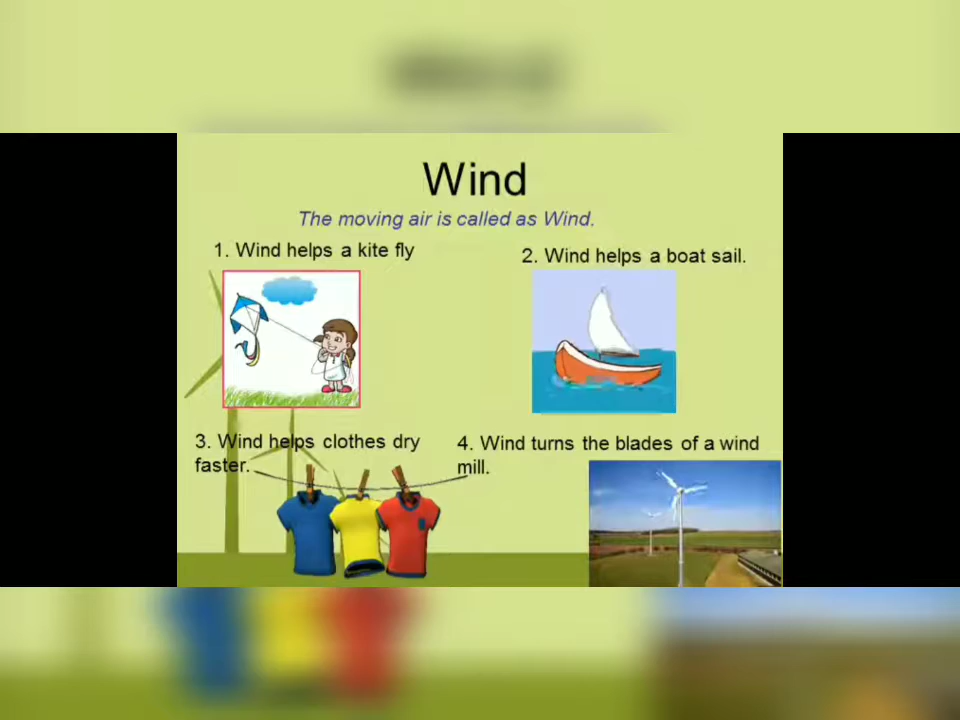 Wind
The moving air is called as Wind.
1. Wind helps a kite fly
2. Wind helps a boat sail.
3. Wind helps clothes dry
faster.
4. Wind turns the blades of a wind
mill.